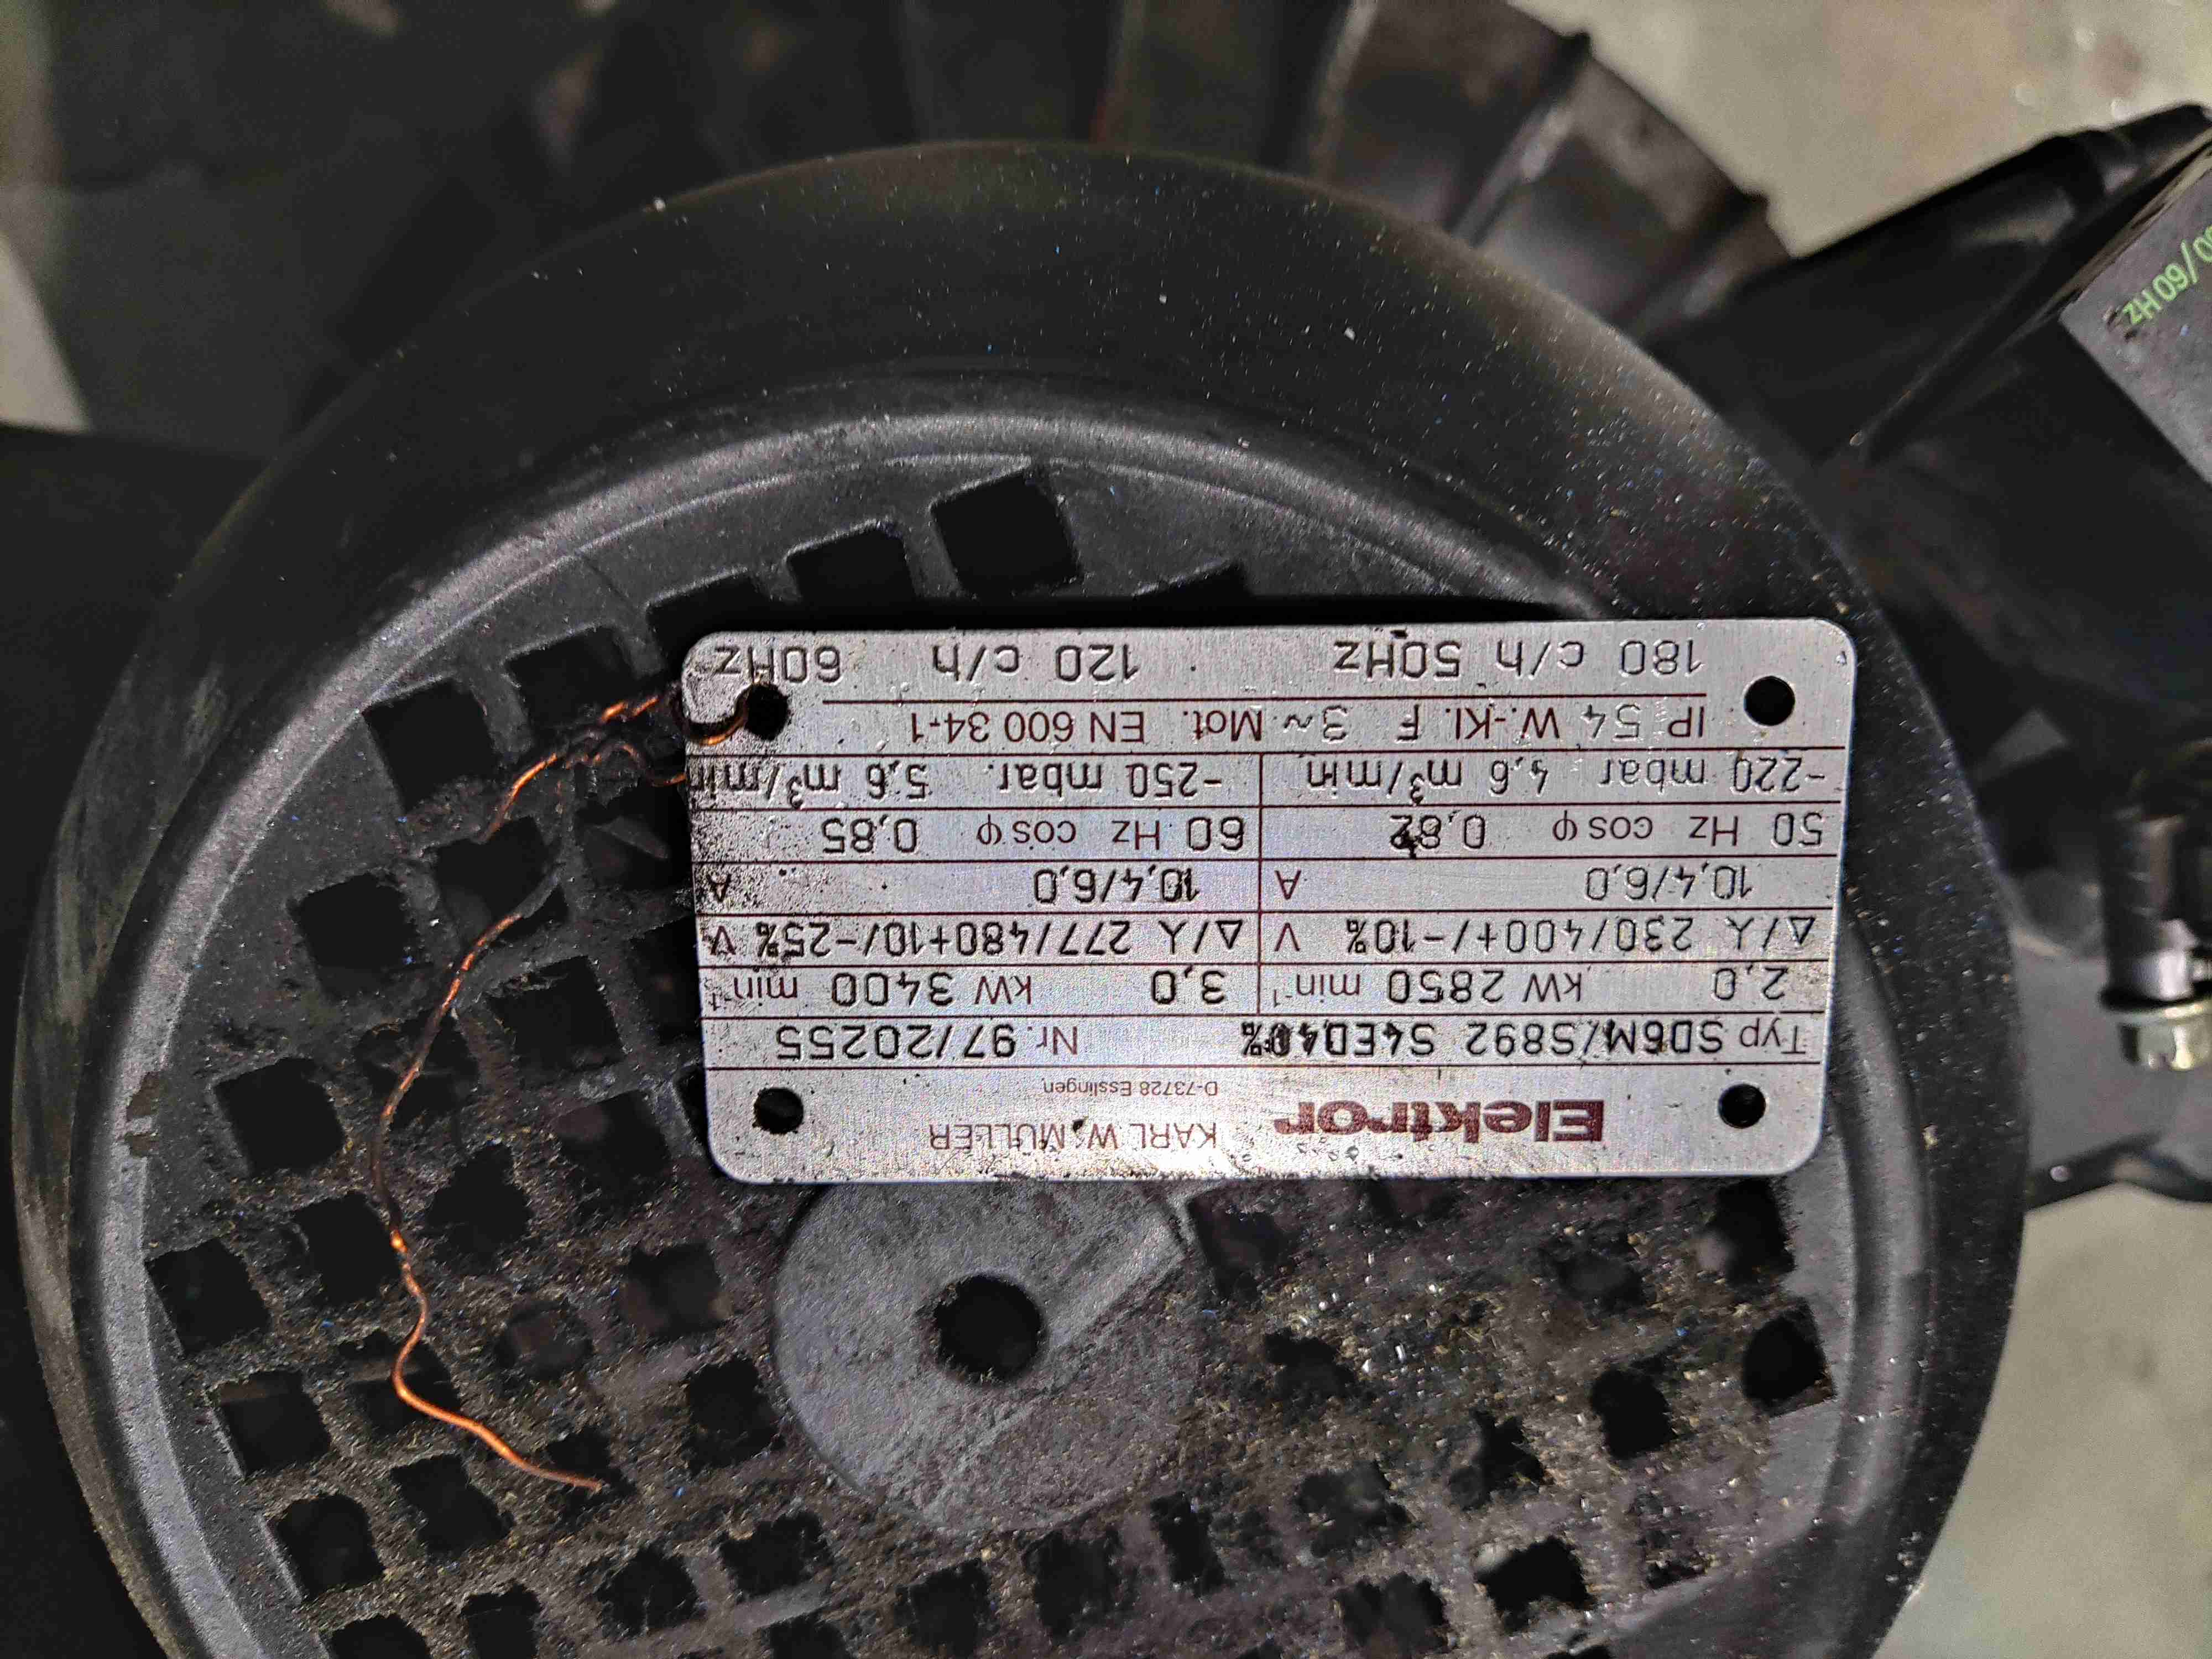 Elektror KARL W. MÜLLER
D-73728 Esslingen
Typ SD6M/S892 S4ED40% Nr. 97/20255
2,0 kW 2850 min⁻¹ 3,0 kW 3400 min⁻¹
Δ/Y 230/400+/-10% V Δ/Y 277/480+10/-25% V
10,4/6,0 A 10,4/6,0 A
50 Hz cos φ 0,82 60 Hz cos φ 0,85
-220 mbar 4,6 m³/min -250 mbar 5,6 m³/min
IP 54 W.-Kl. F 3~ Mot. EN 600 34-1
180 c/h 50Hz 120 c/h 60Hz
0/60 Hz